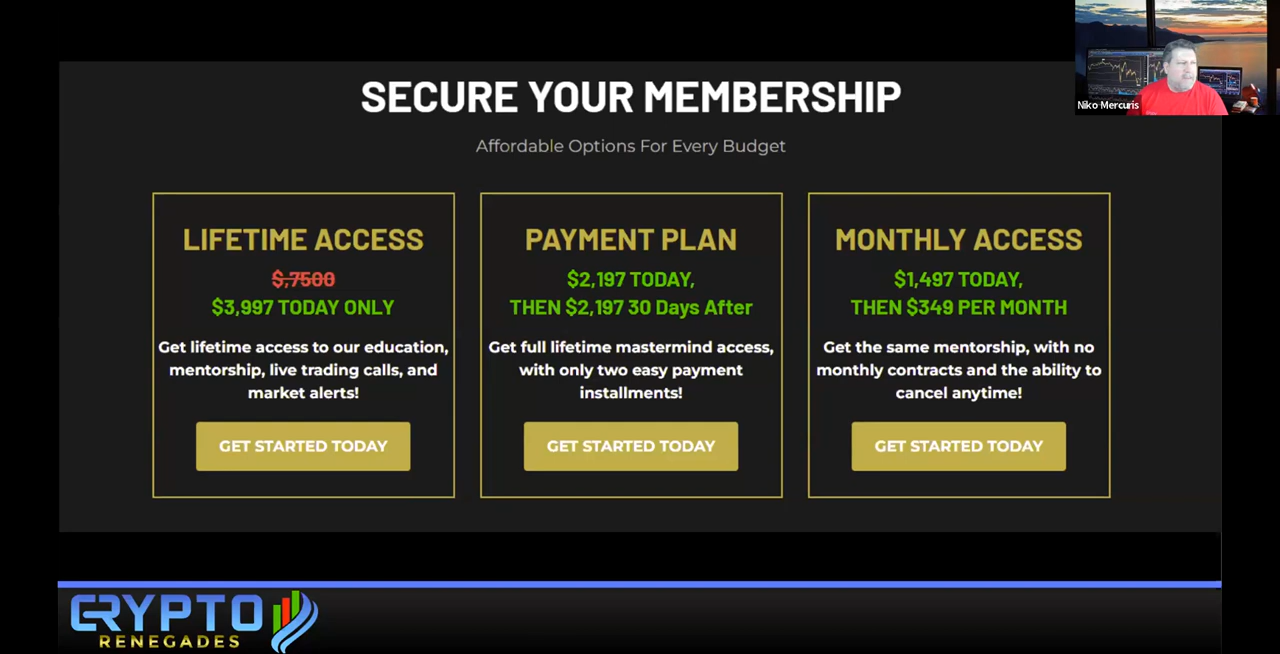 Niko Mercuris
SECURE YOUR MEMBERSHIP
Affordable Options For Every Budget
LIFETIME ACCESS
$,7500
$3,997 TODAY ONLY
Get lifetime access to our education,
mentorship, live trading calls, and
market alerts!
GET STARTED TODAY
PAYMENT PLAN
$2,197 TODAY,
THEN $2,197 30 Days After
Get full lifetime mastermind access,
with only two easy payment
installments!
GET STARTED TODAY
MONTHLY ACCESS
$1,497 TODAY,
THEN $349 PER MONTH
Get the same mentorship, with no
monthly contracts and the ability to
cancel anytime!
GET STARTED TODAY
CRYPTO
RENEGADES